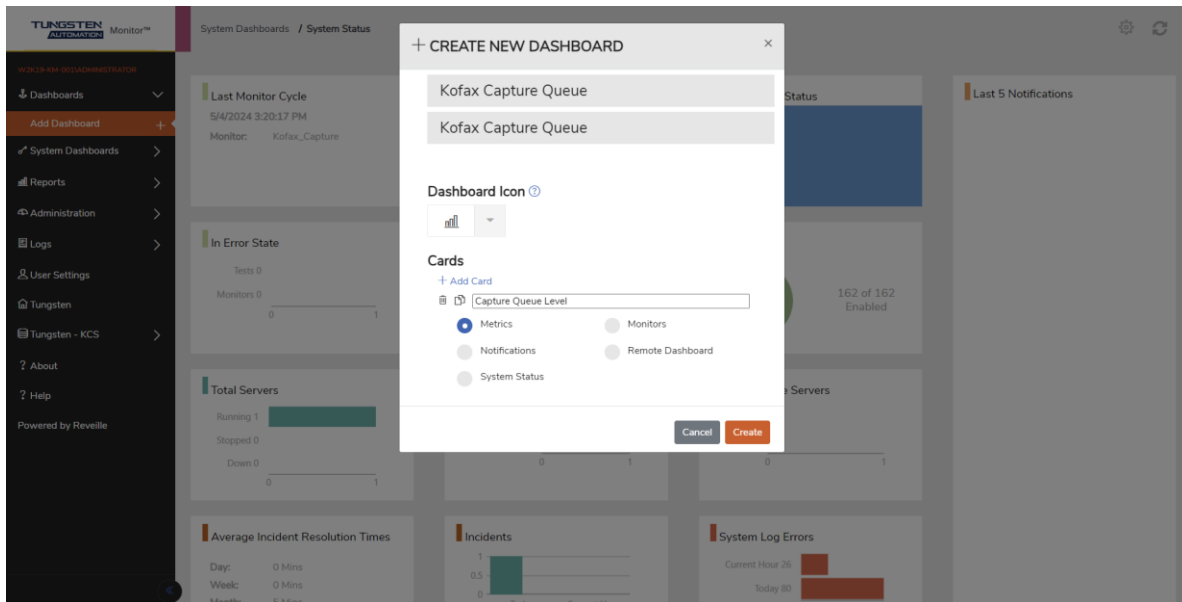 TUNGSTEN
AUTOMATION
Monitor™
System Dashboards / System Status
W2K19-KM-001\ADMINISTRATOR
Dashboards
Add Dashboard +
System Dashboards
Reports
Administration
Logs
User Settings
Tungsten
Tungsten - KCS
? About
? Help
Powered by Reveille
+ CREATE NEW DASHBOARD ×
Kofax Capture Queue
Kofax Capture Queue
Dashboard Icon ?
Cards
+ Add Card
Capture Queue Level
Metrics Monitors
Notifications Remote Dashboard
System Status
Cancel Create
Last Monitor Cycle
5/4/2024 3:20:17 PM
Monitor: Kofax_Capture
Status
Last 5 Notifications
In Error State
Tests 0
Monitors 0
0 1
162 of 162
Enabled
Total Servers
Running 1
Stopped 0
Down 0
0 1
0 1
Servers
0 1
Average Incident Resolution Times
Day: 0 Mins
Week: 0 Mins
Incidents
1
0.5
0
System Log Errors
Current Hour 26
Today 80